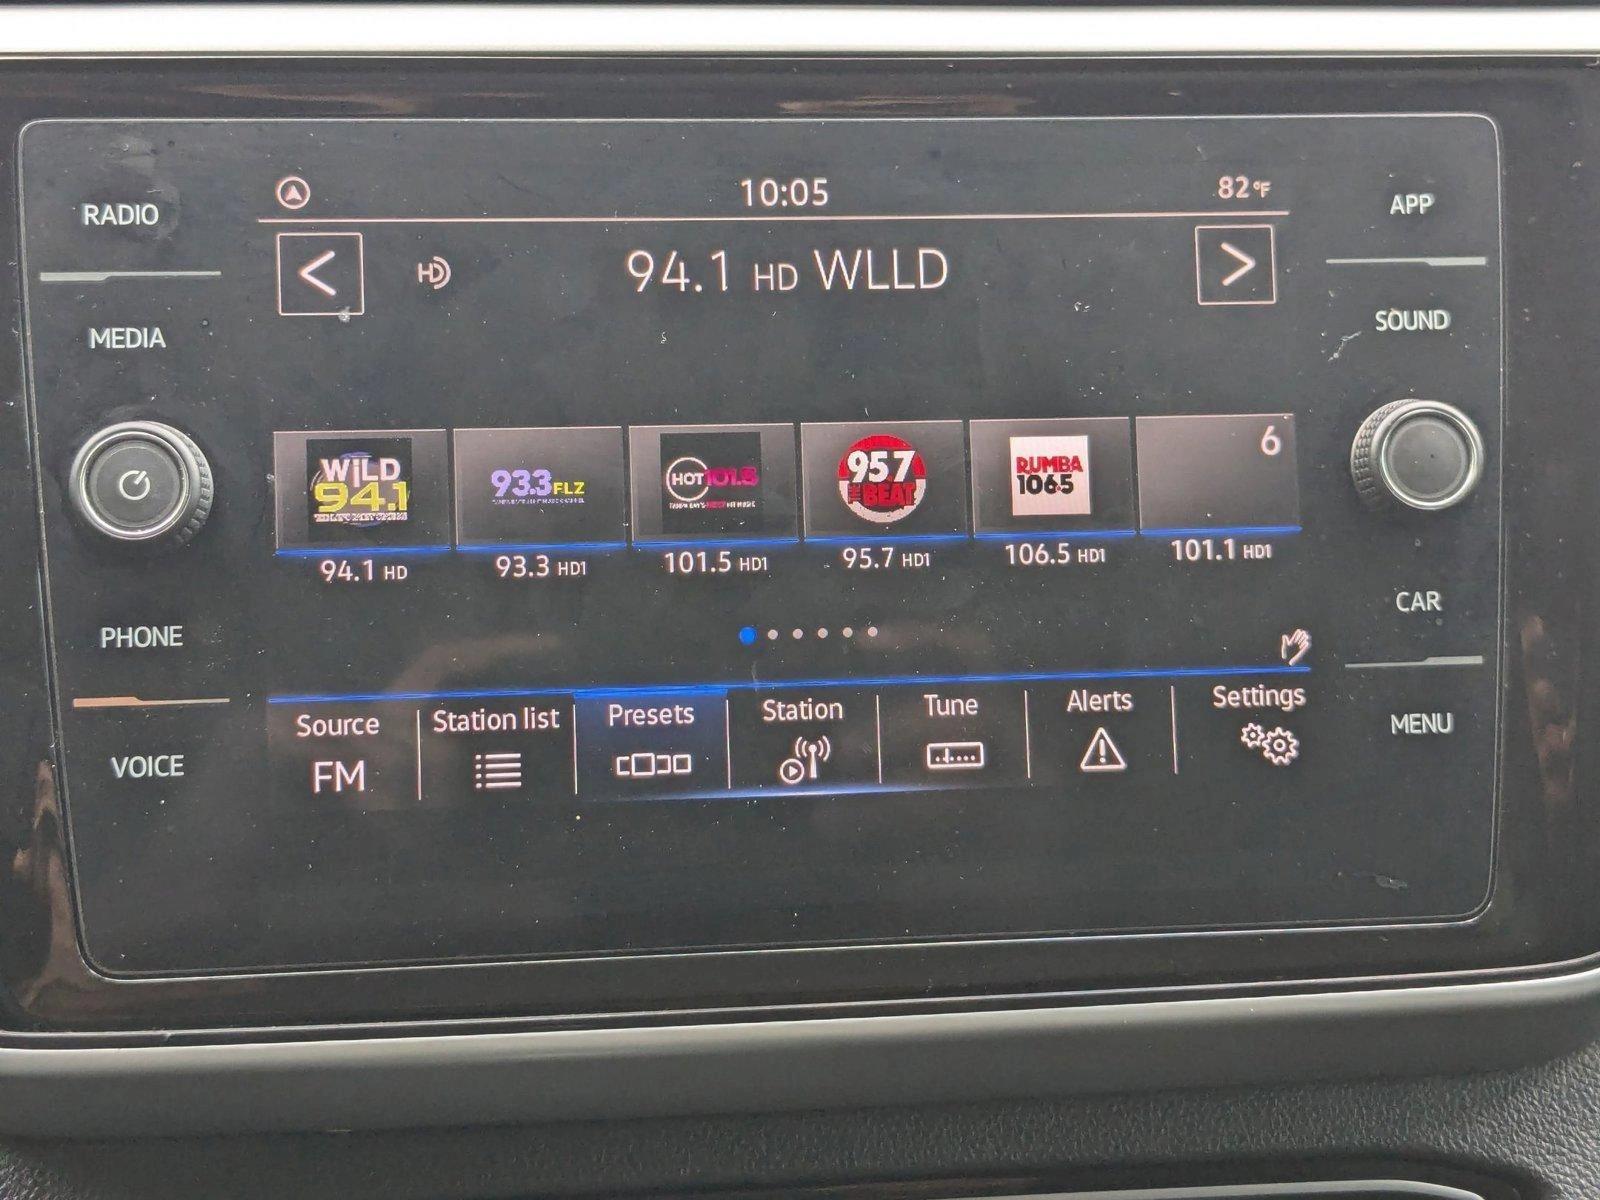 10:05
82°F
RADIO
APP
HD
94.1 HD WLLD
MEDIA
SOUND
WiLD
94.1
93.3 FLZ
HOT 101.5
95.7
THE BEAT
RUMBA
106.5
6
94.1 HD
93.3 HD1
101.5 HD1
95.7 HD1
106.5 HD1
101.1 HD1
PHONE
CAR
Source
FM
Station list
Presets
Station
Tune
Alerts
Settings
VOICE
MENU